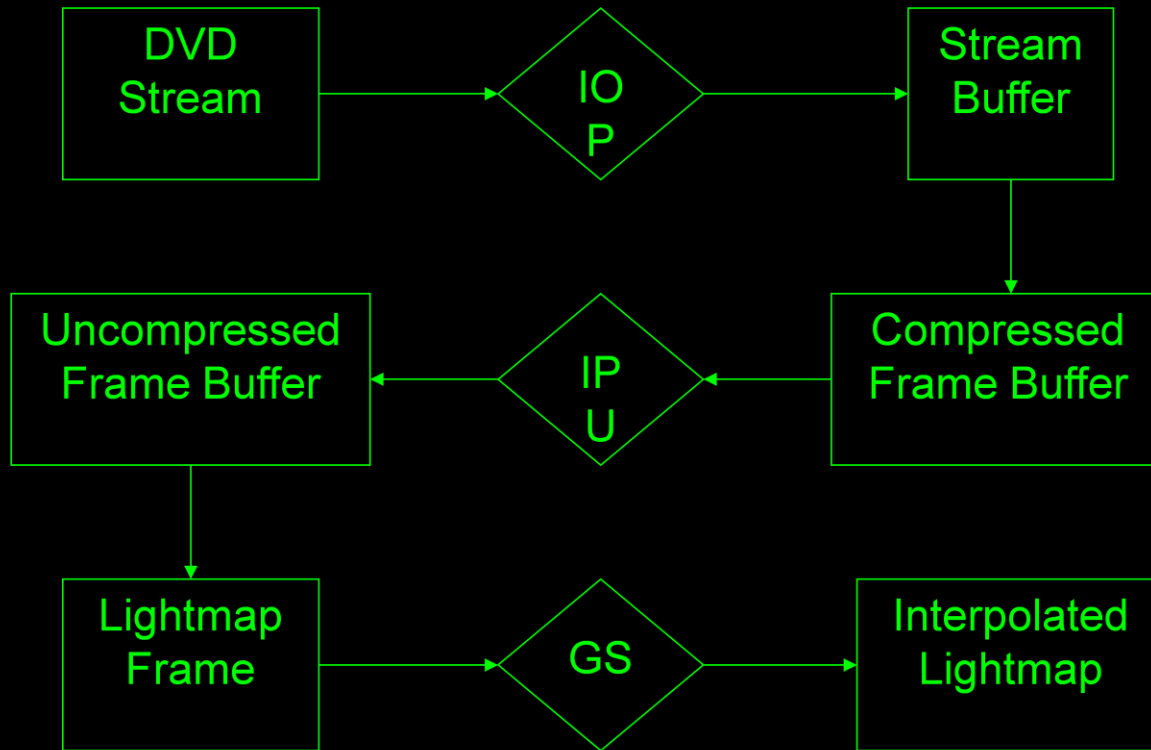 DVD
Stream
IO
P
Stream
Buffer
Uncompressed
Frame Buffer
IP
U
Compressed
Frame Buffer
Lightmap
Frame
GS
Interpolated
Lightmap